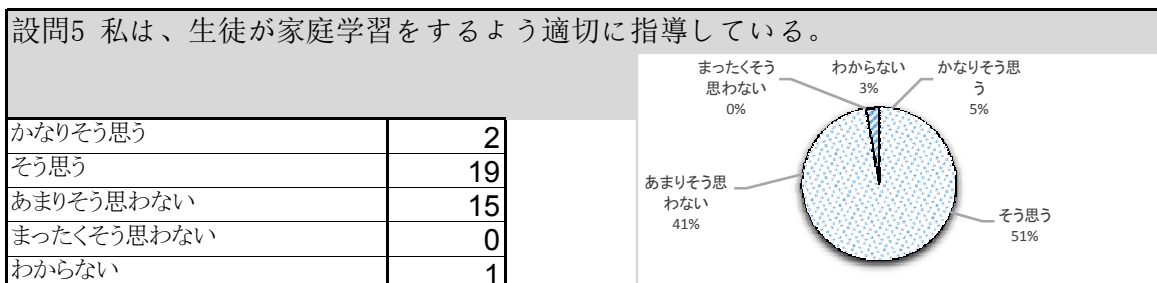 設問5 私は、生徒が家庭学習をするよう適切に指導している。
かなりそう思う 2
そう思う 19
あまりそう思わない 15
まったくそう思わない 0
わからない 1
まったくそう
思わない
0%
わからない
3%
かなりそう思
う
5%
あまりそう思
わない
41%
そう思う
51%